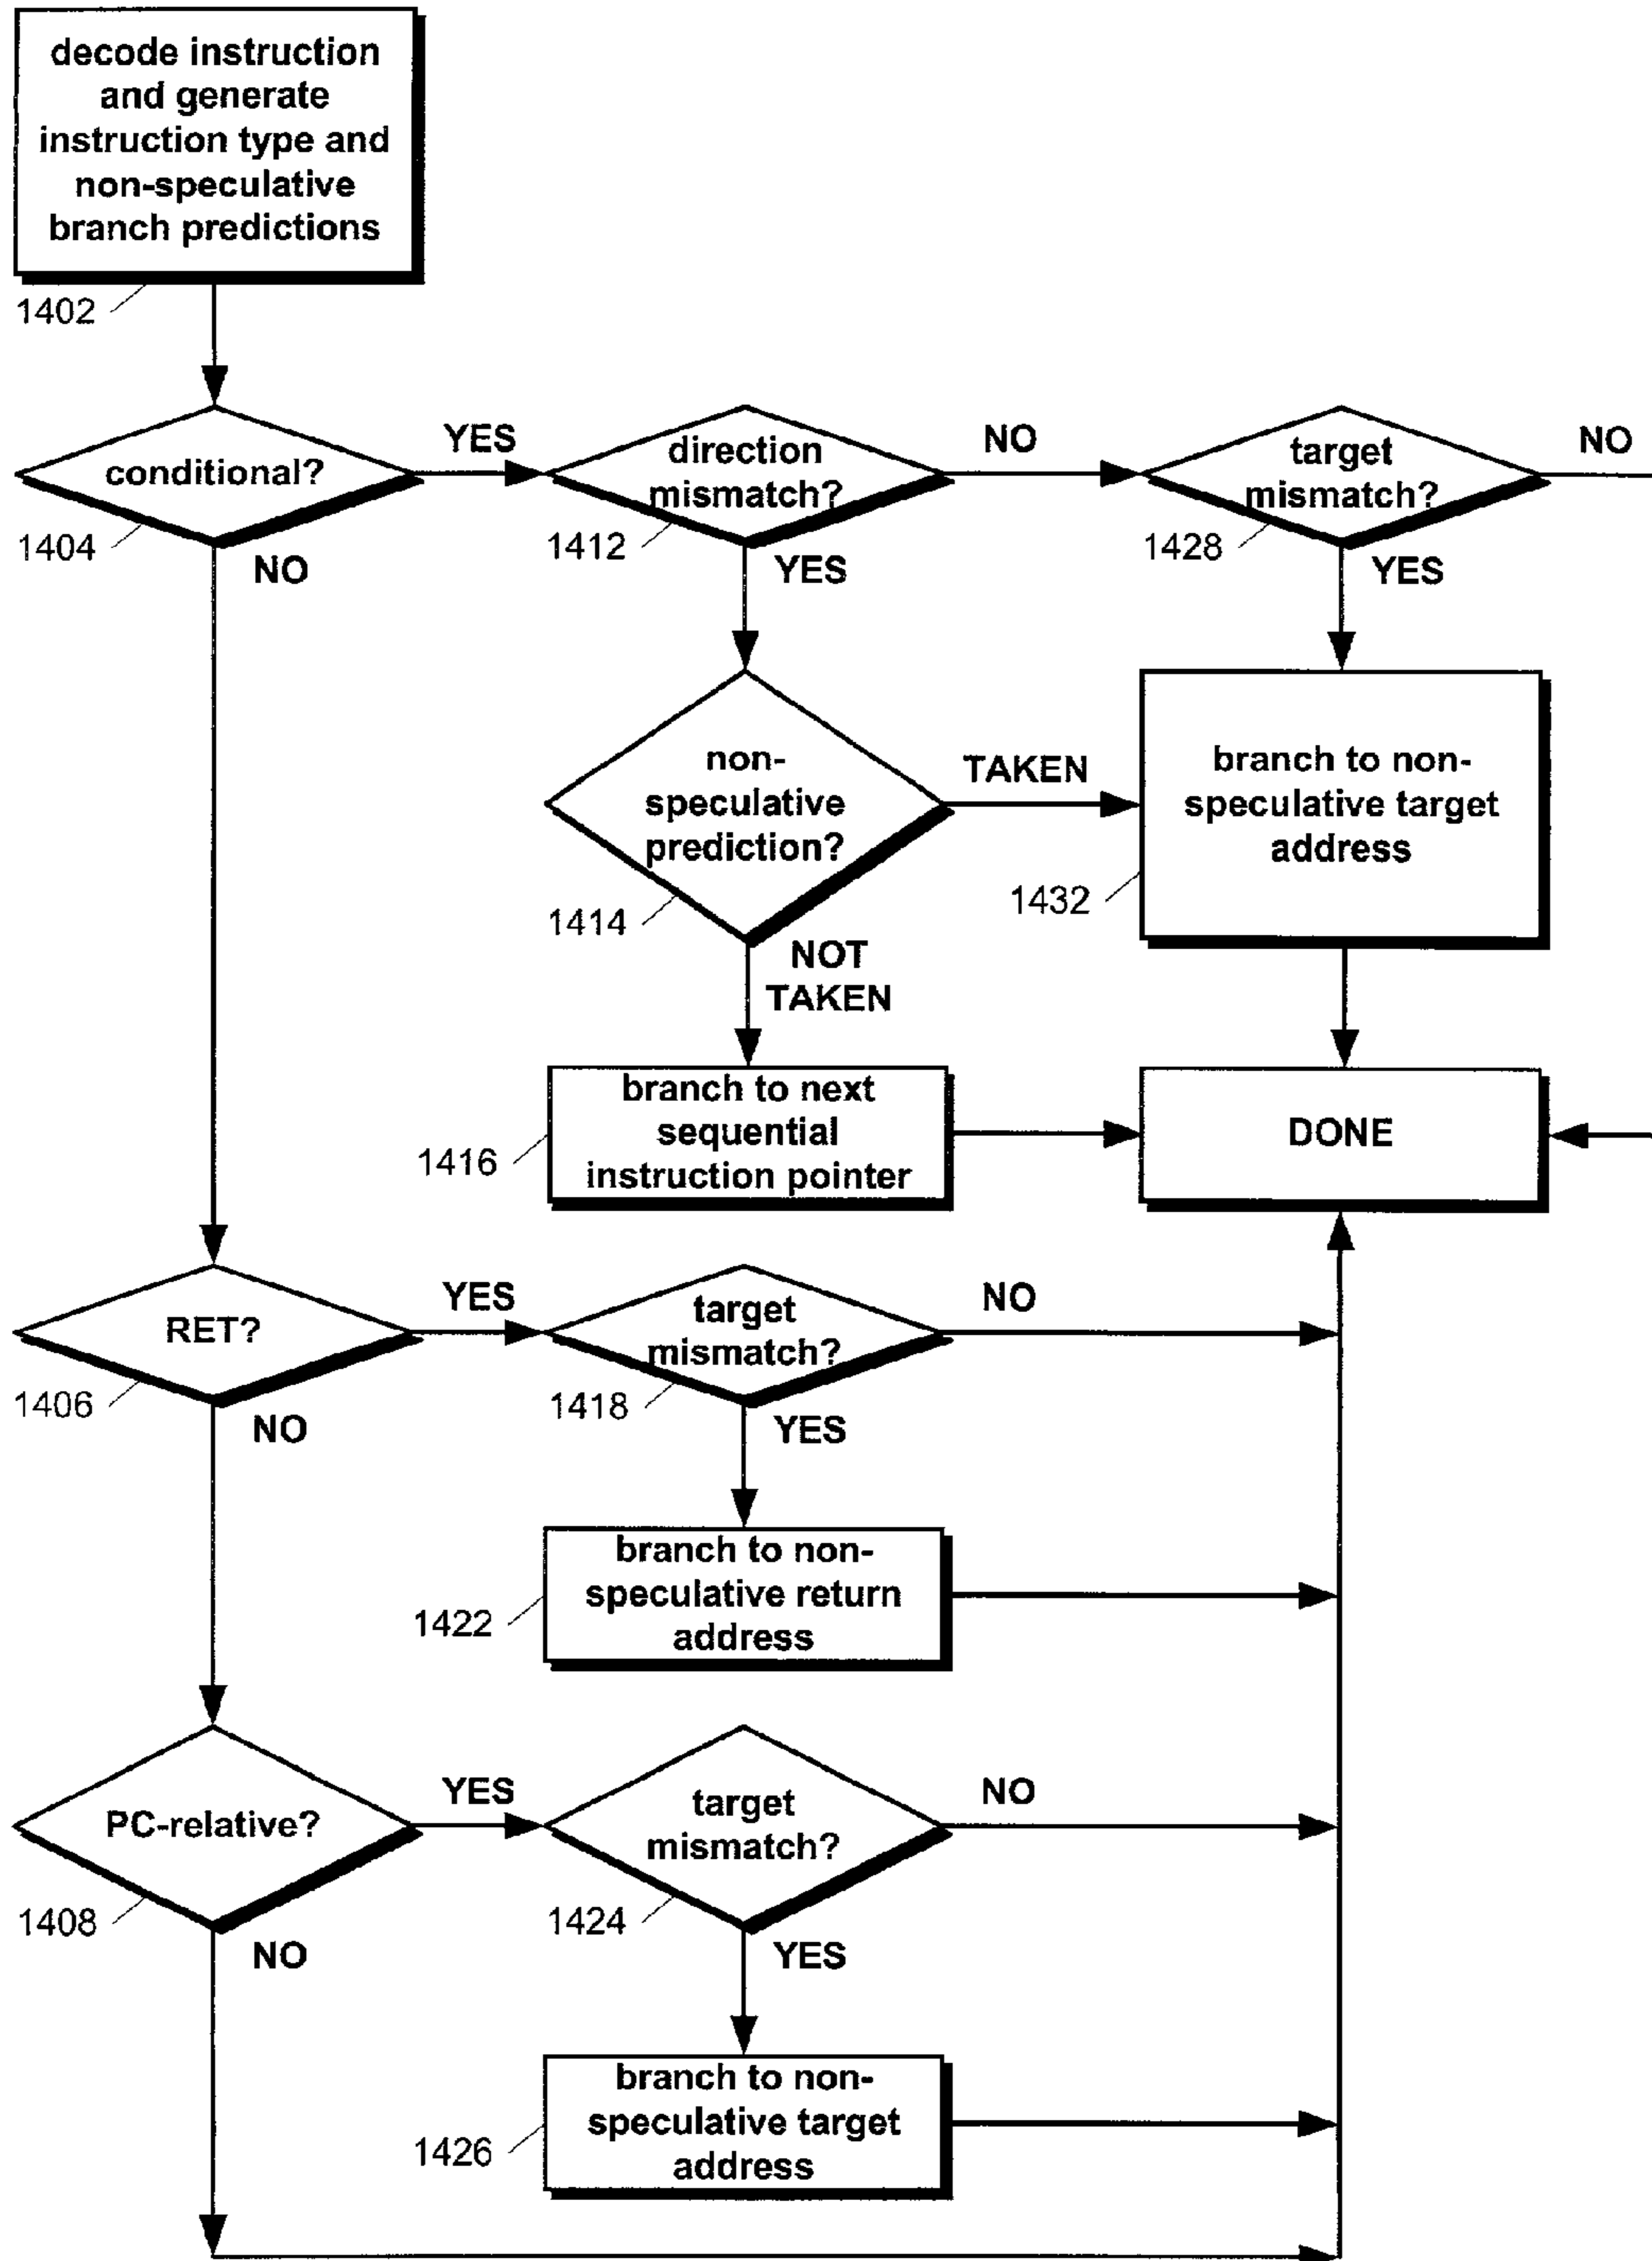 decode instruction
and generate
instruction type and
non-speculative
branch predictions
1402
conditional?
1404
YES
NO
direction
mismatch?
1412
NO
YES
target
mismatch?
1428
NO
YES
non-
speculative
prediction?
1414
TAKEN
NOT
TAKEN
branch to non-
speculative target
address
1432
branch to next
sequential
instruction pointer
1416
DONE
RET?
1406
YES
NO
target
mismatch?
1418
NO
YES
branch to non-
speculative return
address
1422
PC-relative?
1408
YES
NO
target
mismatch?
1424
NO
YES
branch to non-
speculative target
address
1426